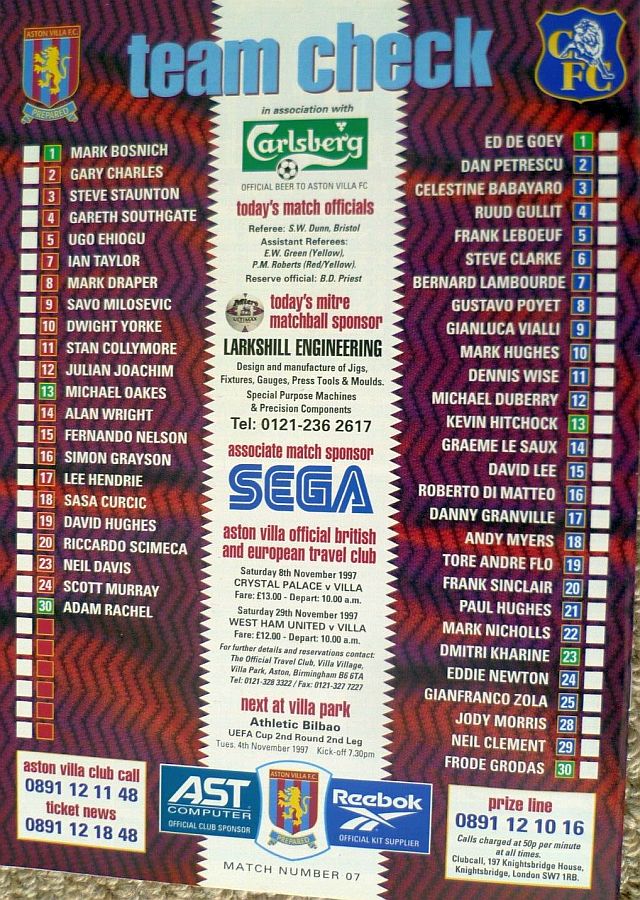 ASTON VILLA F.C.
PREPARED
team check
CFC
in association with
Carlsberg
OFFICIAL BEER TO ASTON VILLA FC
today's match officials
Referee: S.W. Dunn, Bristol
Assistant Referees:
E.W. Green (Yellow),
P.M. Roberts (Red/Yellow).
Reserve official: B.D. Priest
today's mitre
matchball sponsor
LARKSHILL ENGINEERING
Design and manufacture of Jigs,
Fixtures, Gauges, Press Tools & Moulds.
Special Purpose Machines
& Precision Components
Tel: 0121-236 2617
associate match sponsor
SEGA
aston villa official british
and european travel club
Saturday 8th November 1997
CRYSTAL PALACE v VILLA
Fare: £13.00 - Depart: 10.00 a.m.
Saturday 29th November 1997
WEST HAM UNITED v VILLA
Fare: £12.00 - Depart: 10.00 a.m.
For further details and reservations contact:
The Official Travel Club, Villa Village,
Villa Park, Aston, Birmingham B6 6TA
Tel: 0121-328 3322 / Fax: 0121-327 7227
next at villa park
Athletic Bilbao
UEFA Cup 2nd Round 2nd Leg
Tues. 4th November 1997 Kick-off 7.30pm
1 MARK BOSNICH
2 GARY CHARLES
3 STEVE STAUNTON
4 GARETH SOUTHGATE
5 UGO EHIOGU
7 IAN TAYLOR
8 MARK DRAPER
9 SAVO MILOSEVIC
10 DWIGHT YORKE
11 STAN COLLYMORE
12 JULIAN JOACHIM
13 MICHAEL OAKES
14 ALAN WRIGHT
15 FERNANDO NELSON
16 SIMON GRAYSON
17 LEE HENDRIE
18 SASA CURCIC
19 DAVID HUGHES
20 RICCARDO SCIMECA
23 NEIL DAVIS
24 SCOTT MURRAY
30 ADAM RACHEL
ED DE GOEY 1
DAN PETRESCU 2
CELESTINE BABAYARO 3
RUUD GULLIT 4
FRANK LEBOEUF 5
STEVE CLARKE 6
BERNARD LAMBOURDE 7
GUSTAVO POYET 8
GIANLUCA VIALLI 9
MARK HUGHES 10
DENNIS WISE 11
MICHAEL DUBERRY 12
KEVIN HITCHOCK 13
GRAEME LE SAUX 14
DAVID LEE 15
ROBERTO DI MATTEO 16
DANNY GRANVILLE 17
ANDY MYERS 18
TORE ANDRE FLO 19
FRANK SINCLAIR 20
PAUL HUGHES 21
MARK NICHOLLS 22
DMITRI KHARINE 23
EDDIE NEWTON 24
GIANFRANCO ZOLA 25
JODY MORRIS 28
NEIL CLEMENT 29
FRODE GRODAS 30
aston villa club call
0891 12 11 48
ticket news
0891 12 18 48
AST
COMPUTER
OFFICIAL CLUB SPONSOR
ASTON VILLA F.C.
PREPARED
Reebok
OFFICIAL KIT SUPPLIER
prize line
0891 12 10 16
Calls charged at 50p per minute
at all times.
Clubcall, 197 Knightsbridge House,
Knightsbridge, London SW7 1RB.
MATCH NUMBER 07